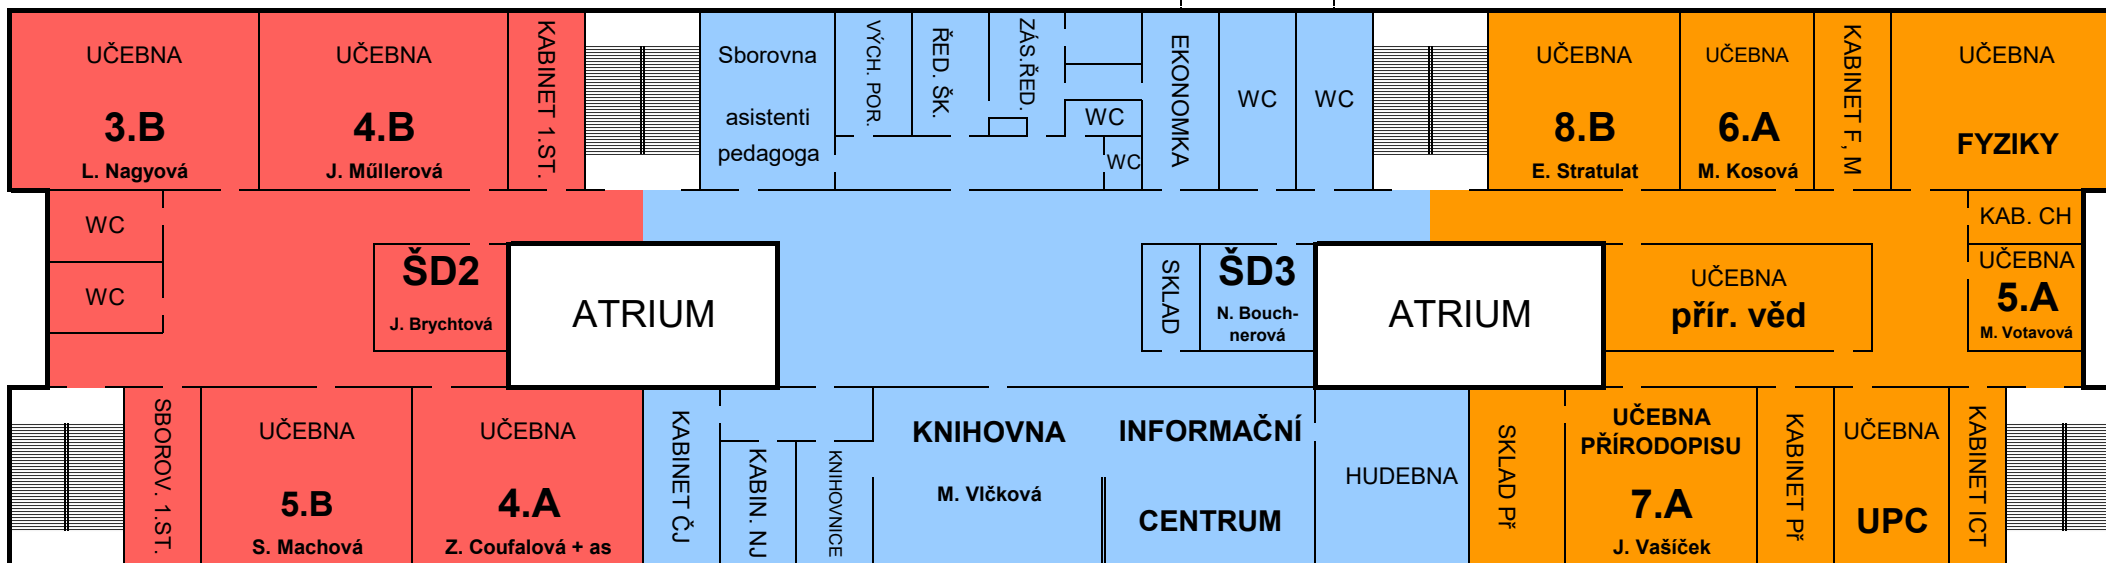 UČEBNA
3.B
L. Nagyová
UČEBNA
4.B
J. Műllerová
KABINET 1.ST.
Sborovna
asistenti
pedagoga
VÝCH. POR.
ŘED. ŠK.
ZÁS.ŘED.
WC
WC
EKONOMKA
WC
WC
UČEBNA
8.B
E. Stratulat
UČEBNA
6.A
M. Kosová
KABINET F, M
UČEBNA
FYZIKY
WC
WC
ŠD2
J. Brychtová
ATRIUM
SKLAD
ŠD3
N. Bouch-
nerová
ATRIUM
UČEBNA
přír. věd
KAB. CH
UČEBNA
5.A
M. Votavová
SBOROV. 1.ST.
UČEBNA
5.B
S. Machová
UČEBNA
4.A
Z. Coufalová + as
KABINET ČJ
KABIN. NJ
KNIHOVNICE
KNIHOVNA
M. Vlčková
INFORMAČNÍ
CENTRUM
HUDEBNA
SKLAD Př
UČEBNA
PŘÍRODOPISU
7.A
J. Vašíček
KABINET Př
UČEBNA
UPC
KABINET ICT